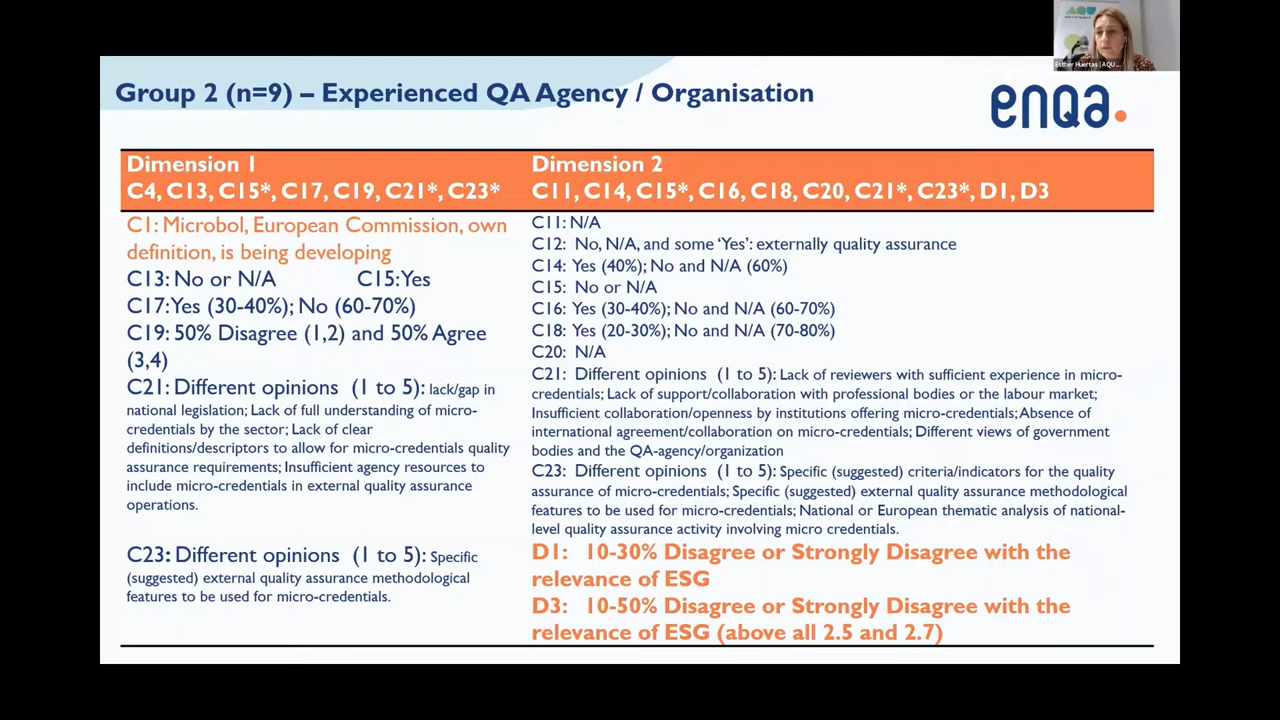 Group 2 (n=9) – Experienced QA Agency / Organisation
enqa.
Esther Huertas (AQU ...
Dimension 1
C4, C13, C15*, C17, C19, C21*, C23*
C1: Microbol, European Commission, own
definition, is being developing
C13: No or N/A C15: Yes
C17: Yes (30-40%); No (60-70%)
C19: 50% Disagree (1,2) and 50% Agree
(3,4)
C21: Different opinions (1 to 5): lack/gap in
national legislation; Lack of full understanding of micro-
credentials by the sector; Lack of clear
definitions/descriptors to allow for micro-credentials quality
assurance requirements; Insufficient agency resources to
include micro-credentials in external quality assurance
operations.
C23: Different opinions (1 to 5): Specific
(suggested) external quality assurance methodological
features to be used for micro-credentials.
Dimension 2
C11, C14, C15*, C16, C18, C20, C21*, C23*, D1, D3
C11: N/A
C12: No, N/A, and some ‘Yes’: externally quality assurance
C14: Yes (40%); No and N/A (60%)
C15: No or N/A
C16: Yes (30-40%); No and N/A (60-70%)
C18: Yes (20-30%); No and N/A (70-80%)
C20: N/A
C21: Different opinions (1 to 5): Lack of reviewers with sufficient experience in micro-
credentials; Lack of support/collaboration with professional bodies or the labour market;
Insufficient collaboration/openness by institutions offering micro-credentials; Absence of
international agreement/collaboration on micro-credentials; Different views of government
bodies and the QA-agency/organization
C23: Different opinions (1 to 5): Specific (suggested) criteria/indicators for the quality
assurance of micro-credentials; Specific (suggested) external quality assurance methodological
features to be used for micro-credentials; National or European thematic analysis of national-
level quality assurance activity involving micro credentials.
D1: 10-30% Disagree or Strongly Disagree with the
relevance of ESG
D3: 10-50% Disagree or Strongly Disagree with the
relevance of ESG (above all 2.5 and 2.7)